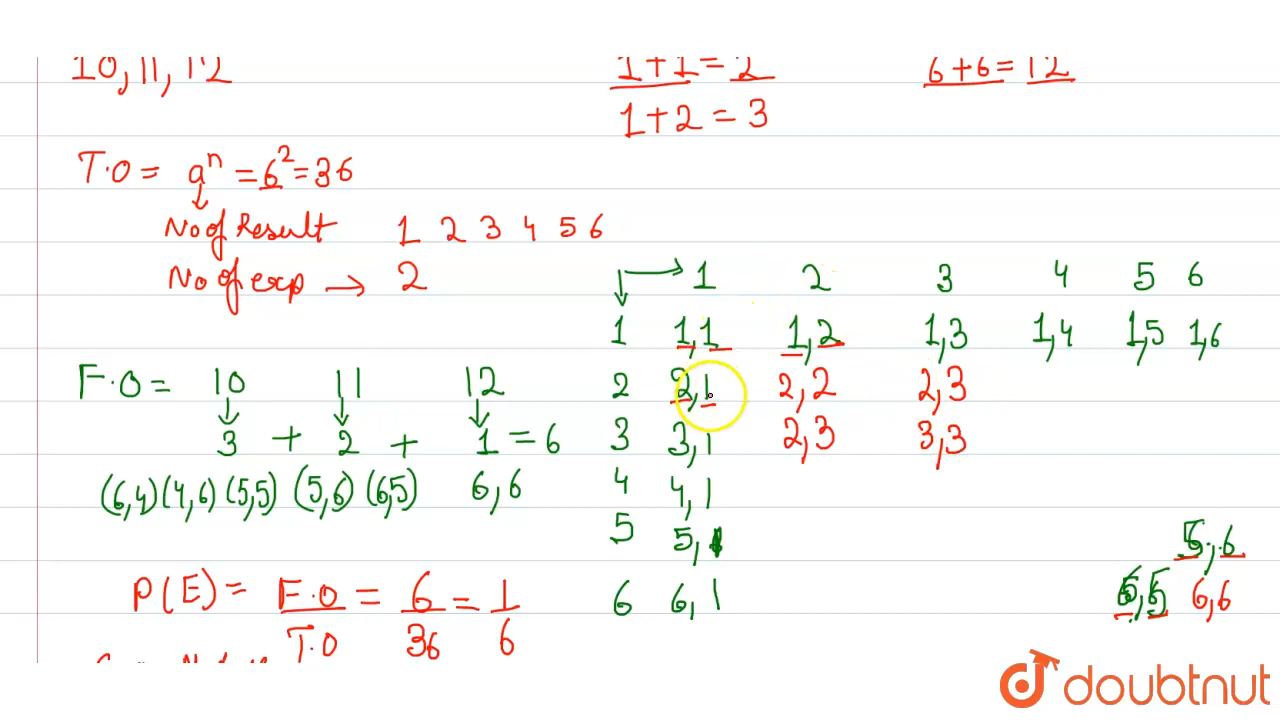 10, 11, 12
1+1=2
6+6=12
1+2=3
T.O = aⁿ = 6² = 36
No of Result 1 2 3 4 5 6
No of exp → 2
1 2 3 4 5 6
1 1,1 1,2 1,3 1,4 1,5 1,6
F.O = 10 11 12
2 2,1 2,2 2,3
3 + 2 + 1 = 6
3 3,1 2,3 3,3
(6,4) (4,6) (5,5) (5,6) (6,5) 6,6
4 4,1
5 5,1
5,6
P(E) = F.O/T.O = 6/36 = 1/6
6 6,1
6,5 6,6
doubtnut